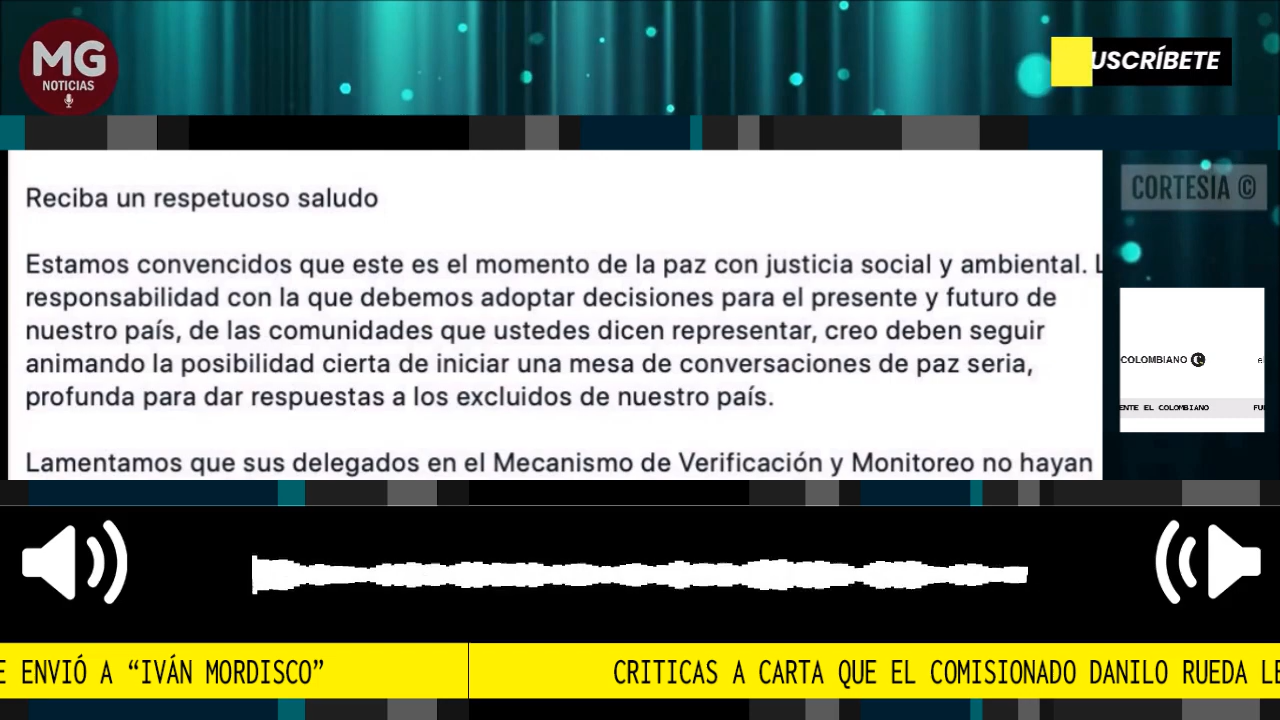 MG
NOTICIAS
USCRÍBETE
CORTESIA ©
Reciba un respetuoso saludo
Estamos convencidos que este es el momento de la paz con justicia social y ambiental. L
responsabilidad con la que debemos adoptar decisiones para el presente y futuro de
nuestro país, de las comunidades que ustedes dicen representar, creo deben seguir
animando la posibilidad cierta de iniciar una mesa de conversaciones de paz seria,
profunda para dar respuestas a los excluidos de nuestro país.
Lamentamos que sus delegados en el Mecanismo de Verificación y Monitoreo no hayan
COLOMBIANO
e
ENTE EL COLOMBIANO FU
E ENVIÓ A “IVÁN MORDISCO”
CRITICAS A CARTA QUE EL COMISIONADO DANILO RUEDA LE